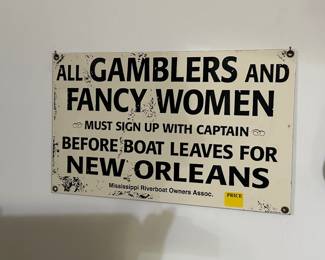 ALL GAMBLERS AND
FANCY WOMEN
MUST SIGN UP WITH CAPTAIN
BEFORE BOAT LEAVES FOR
NEW ORLEANS
Mississippi Riverboat Owners Assoc.
PRICE